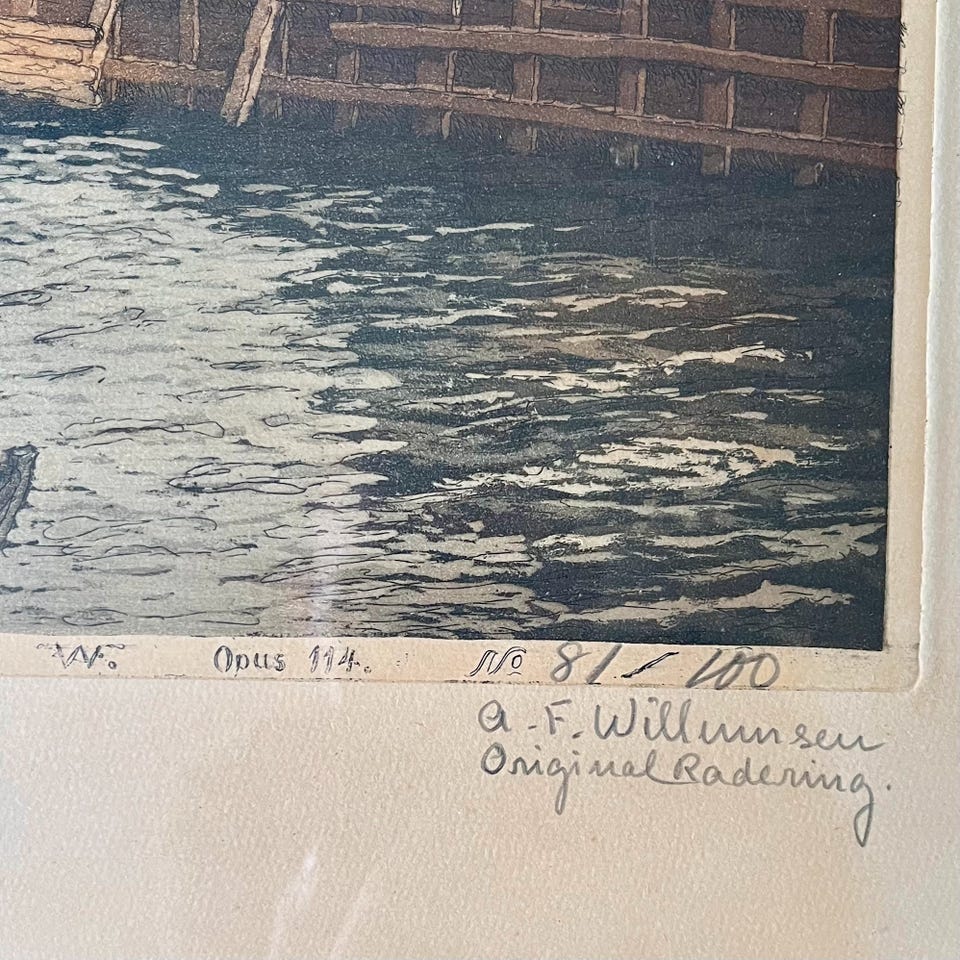 W. Opus 114. No 81/100
A. F. Willumsen
Original Radering.